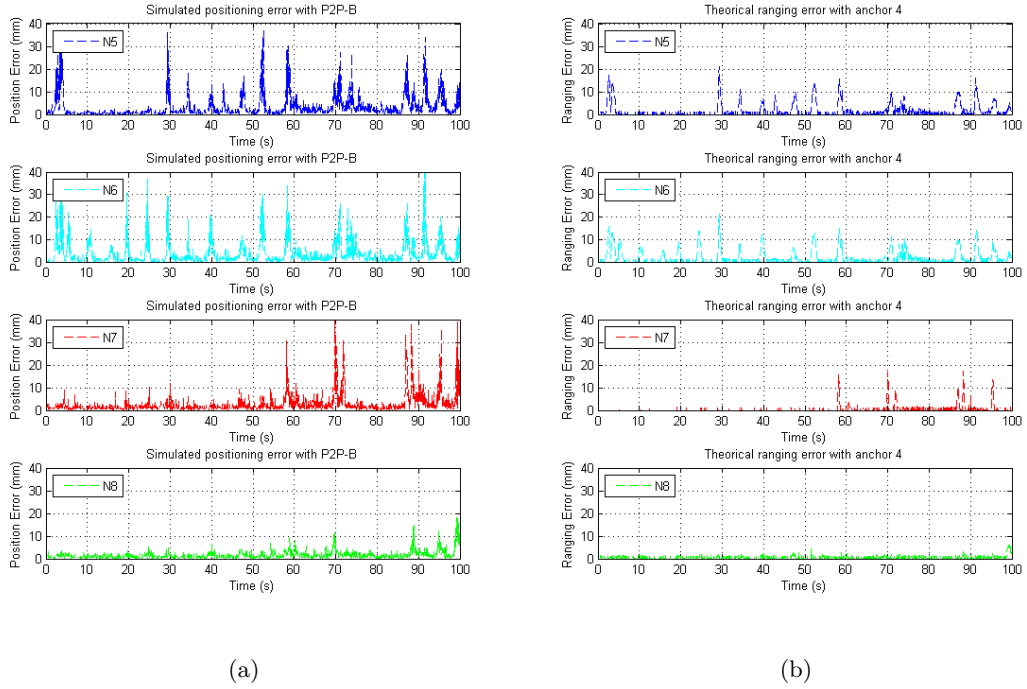 Simulated positioning error with P2P-B
Position Error (mm)
40
30
20
10
0
N5
0 10 20 30 40 50 60 70 80 90 100
Time (s)
Simulated positioning error with P2P-B
Position Error (mm)
40
30
20
10
0
N6
0 10 20 30 40 50 60 70 80 90 100
Time (s)
Simulated positioning error with P2P-B
Position Error (mm)
40
30
20
10
0
N7
0 10 20 30 40 50 60 70 80 90 100
Time (s)
Simulated positioning error with P2P-B
Position Error (mm)
40
30
20
10
0
N8
0 10 20 30 40 50 60 70 80 90 100
Time (s)
(a)
Theorical ranging error with anchor 4
Ranging Error (mm)
40
30
20
10
0
N5
0 10 20 30 40 50 60 70 80 90 100
Time (s)
Theorical ranging error with anchor 4
Ranging Error (mm)
40
30
20
10
0
N6
0 10 20 30 40 50 60 70 80 90 100
Time (s)
Theorical ranging error with anchor 4
Ranging Error (mm)
40
30
20
10
0
N7
0 10 20 30 40 50 60 70 80 90 100
Time (s)
Theorical ranging error with anchor 4
Ranging Error (mm)
40
30
20
10
0
N8
0 10 20 30 40 50 60 70 80 90 100
Time (s)
(b)